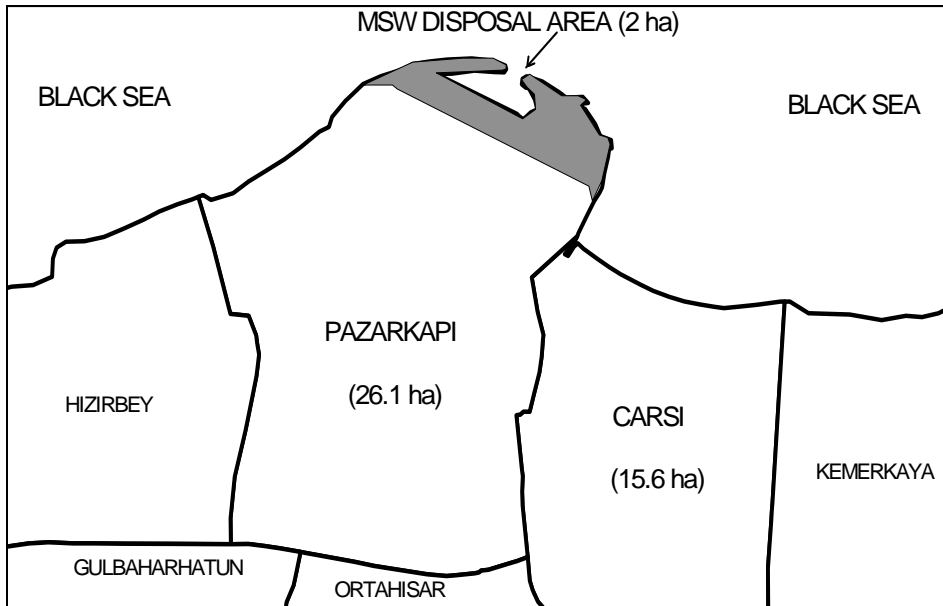 MSW DISPOSAL AREA (2 ha)
BLACK SEA
BLACK SEA
PAZARKAPI
(26.1 ha)
HIZIRBEY
CARSI
(15.6 ha)
KEMERKAYA
GULBAHARHATUN
ORTAHISAR